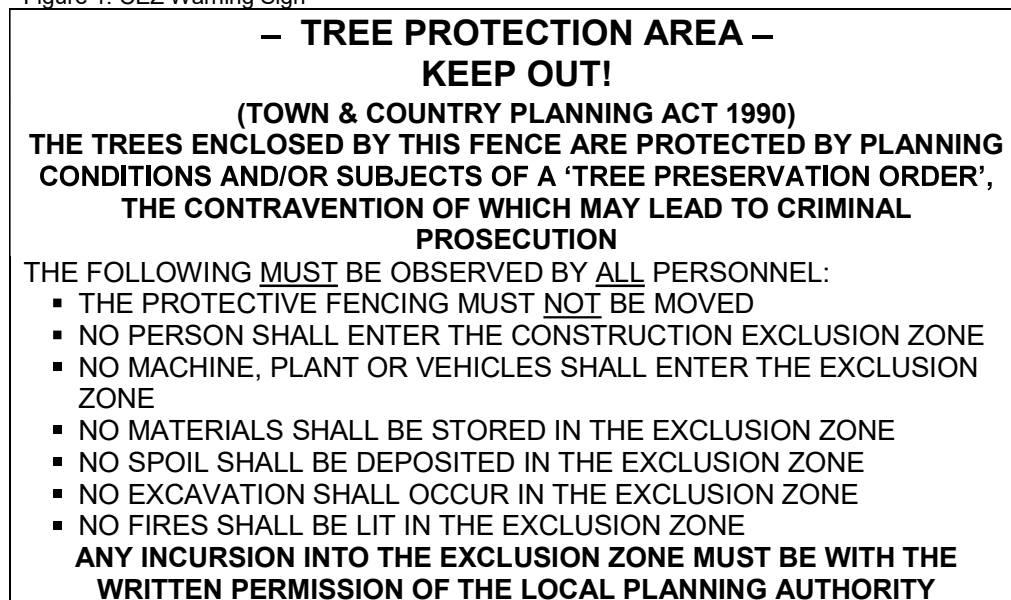 Figure 1: CEZ Warning Sign
– TREE PROTECTION AREA –
KEEP OUT!
(TOWN & COUNTRY PLANNING ACT 1990)
THE TREES ENCLOSED BY THIS FENCE ARE PROTECTED BY PLANNING
CONDITIONS AND/OR SUBJECTS OF A ‘TREE PRESERVATION ORDER’,
THE CONTRAVENTION OF WHICH MAY LEAD TO CRIMINAL
PROSECUTION
THE FOLLOWING MUST BE OBSERVED BY ALL PERSONNEL:
▪ THE PROTECTIVE FENCING MUST NOT BE MOVED
▪ NO PERSON SHALL ENTER THE CONSTRUCTION EXCLUSION ZONE
▪ NO MACHINE, PLANT OR VEHICLES SHALL ENTER THE EXCLUSION
ZONE
▪ NO MATERIALS SHALL BE STORED IN THE EXCLUSION ZONE
▪ NO SPOIL SHALL BE DEPOSITED IN THE EXCLUSION ZONE
▪ NO EXCAVATION SHALL OCCUR IN THE EXCLUSION ZONE
▪ NO FIRES SHALL BE LIT IN THE EXCLUSION ZONE
ANY INCURSION INTO THE EXCLUSION ZONE MUST BE WITH THE
WRITTEN PERMISSION OF THE LOCAL PLANNING AUTHORITY